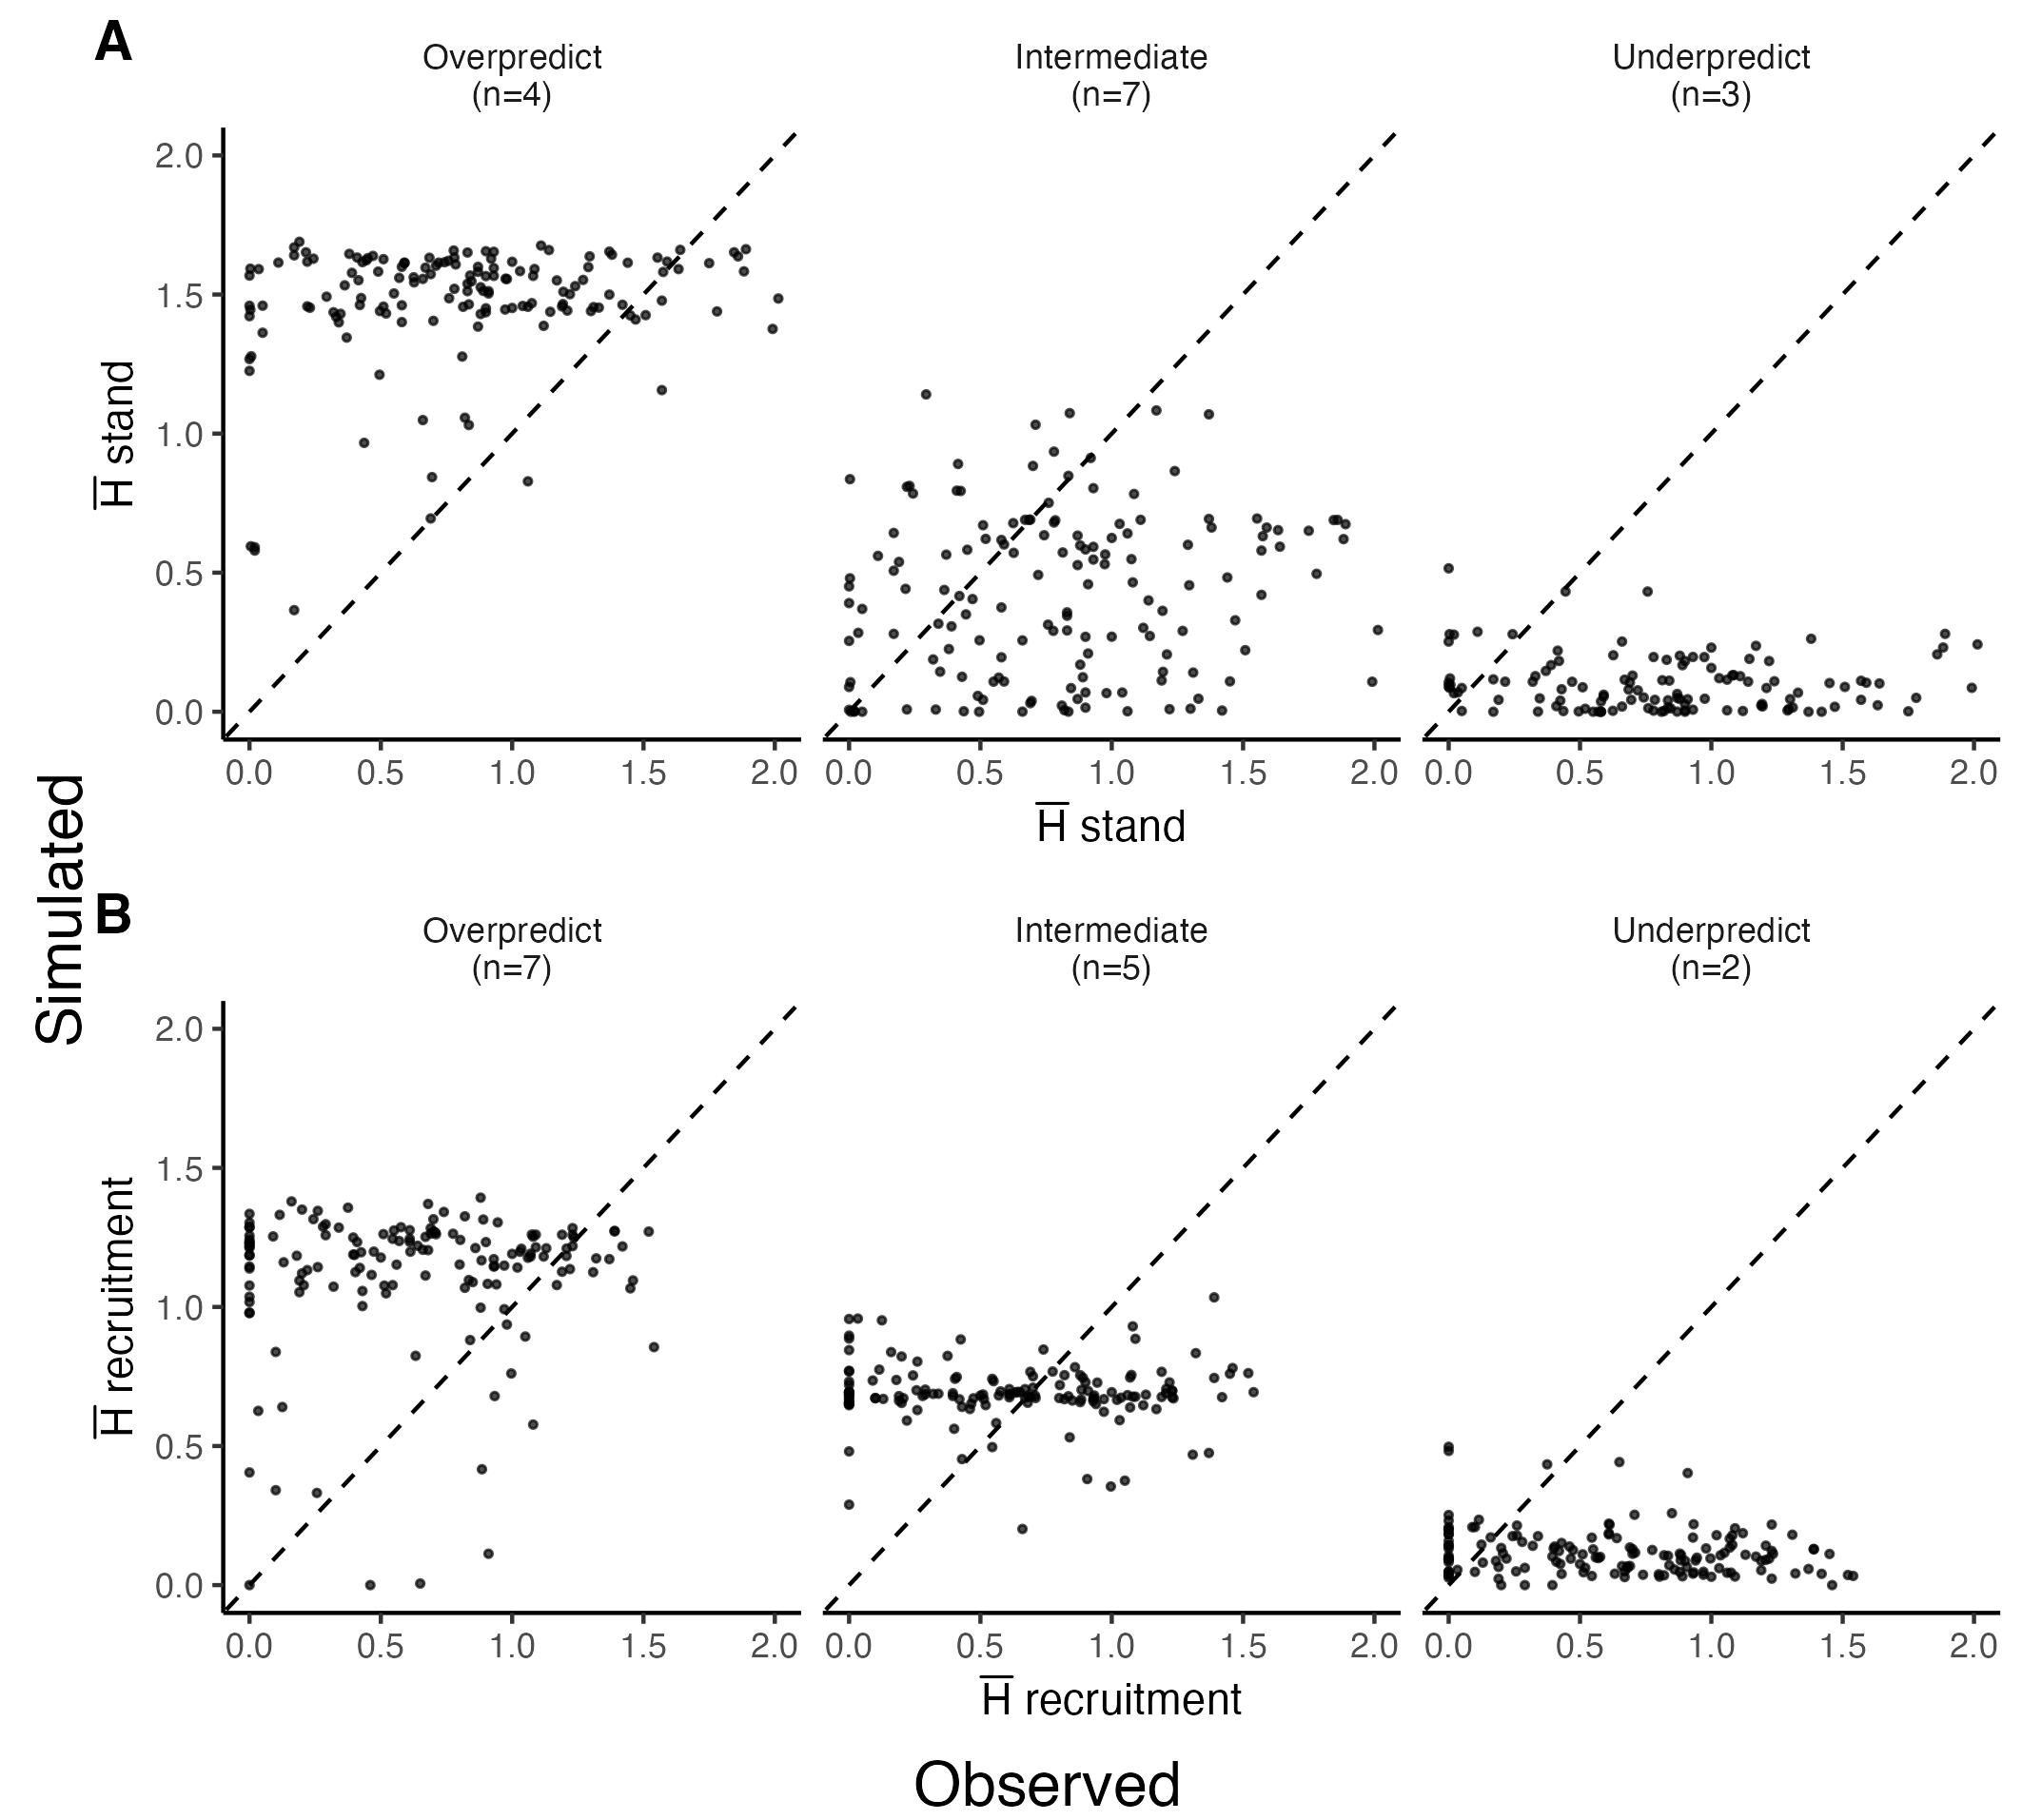 A
Overpredict
(n=4)
Intermediate
(n=7)
Underpredict
(n=3)
2.0
1.5
1.0
0.5
0.0
H̅ stand
0.0 0.5 1.0 1.5 2.0
0.0 0.5 1.0 1.5 2.0
0.0 0.5 1.0 1.5 2.0
H̅ stand
Simulated
B
Overpredict
(n=7)
Intermediate
(n=5)
Underpredict
(n=2)
2.0
1.5
1.0
0.5
0.0
H̅ recruitment
0.0 0.5 1.0 1.5 2.0
0.0 0.5 1.0 1.5 2.0
0.0 0.5 1.0 1.5 2.0
H̅ recruitment
Observed